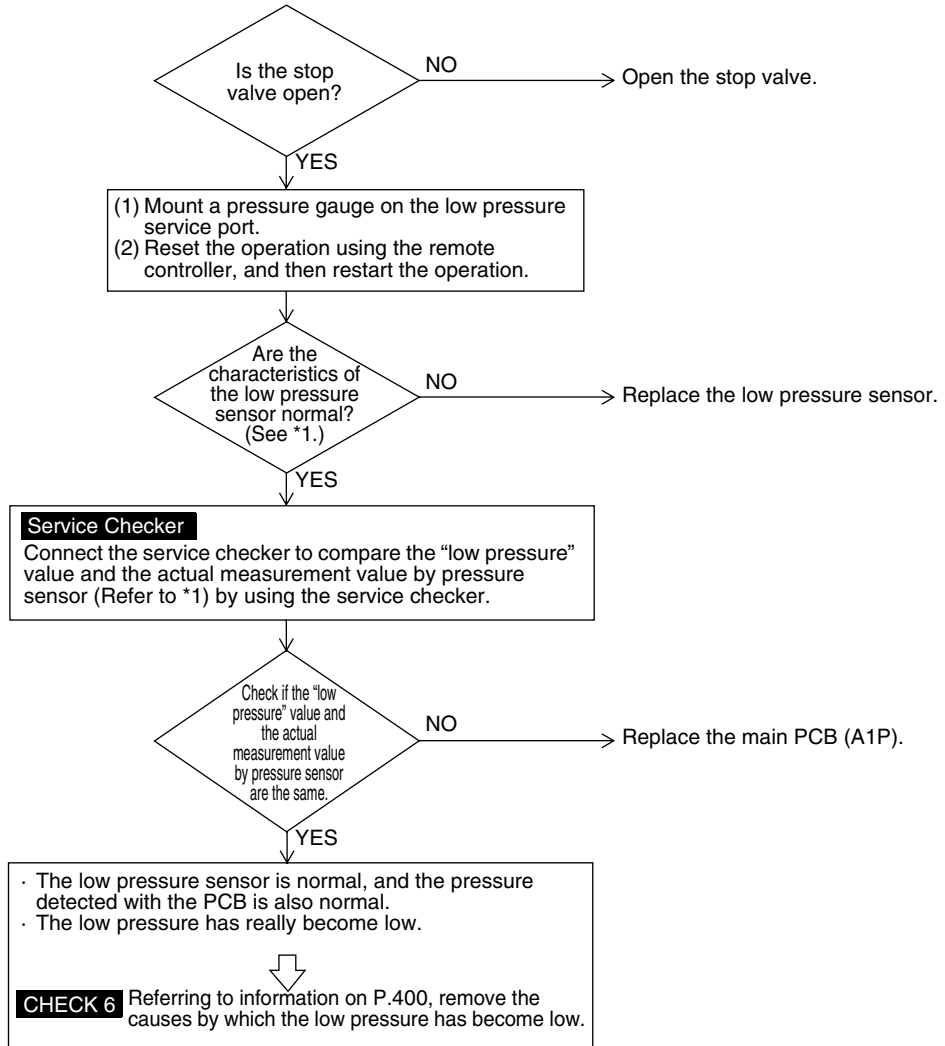 Is the stop
valve open?
NO
Open the stop valve.
YES
(1) Mount a pressure gauge on the low pressure
service port.
(2) Reset the operation using the remote
controller, and then restart the operation.
Are the
characteristics of
the low pressure
sensor normal?
(See *1.)
NO
Replace the low pressure sensor.
YES
Service Checker
Connect the service checker to compare the “low pressure”
value and the actual measurement value by pressure
sensor (Refer to *1) by using the service checker.
Check if the “low
pressure” value and
the actual
measurement value
by pressure sensor
are the same.
NO
Replace the main PCB (A1P).
YES
· The low pressure sensor is normal, and the pressure
detected with the PCB is also normal.
· The low pressure has really become low.
CHECK 6 Referring to information on P.400, remove the
causes by which the low pressure has become low.